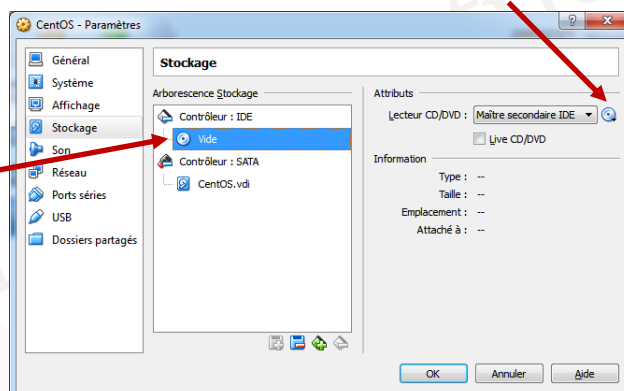 CentOS - Paramètres
Général
Système
Affichage
Stockage
Son
Réseau
Ports séries
USB
Dossiers partagés
Stockage
Arborescence Stockage
Contrôleur : IDE
Vide
Contrôleur : SATA
CentOS.vdi
Attributs
Lecteur CD/DVD : Maître secondaire IDE
Live CD/DVD
Information
Type : --
Taille : --
Emplacement : --
Attaché à : --
OK Annuler Aide